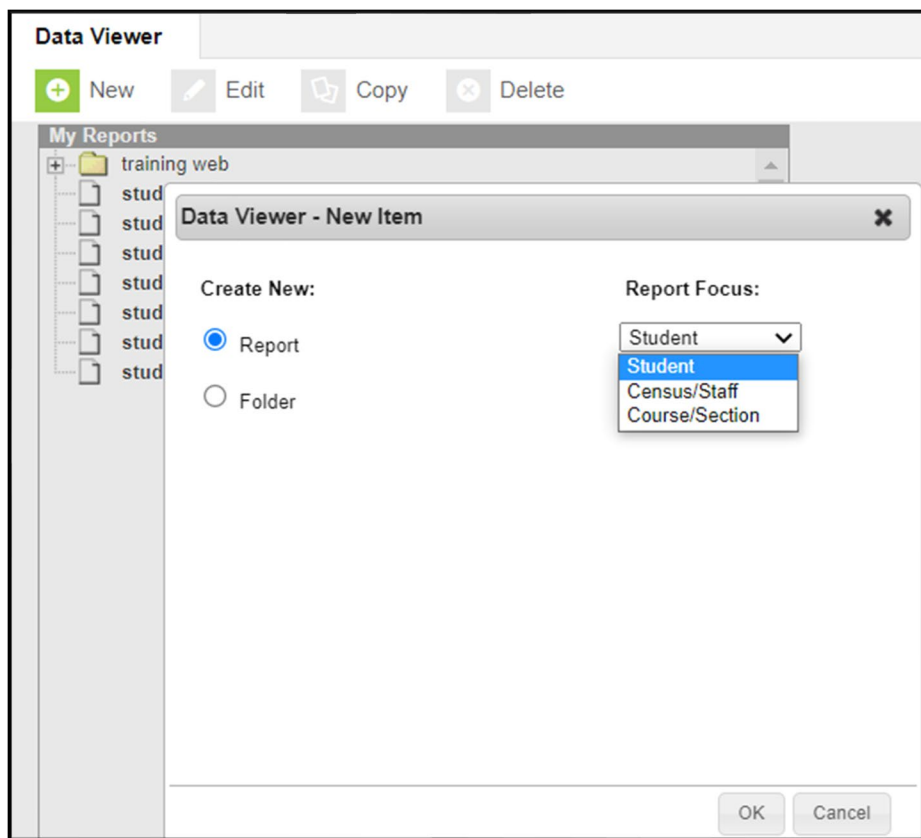 Data Viewer
New Edit Copy Delete
My Reports
training web
stud
Data Viewer - New Item
stud
stud
stud
stud
stud
stud
Create New:
Report Focus:
Report
Student
Student
Census/Staff
Course/Section
Folder
OK Cancel